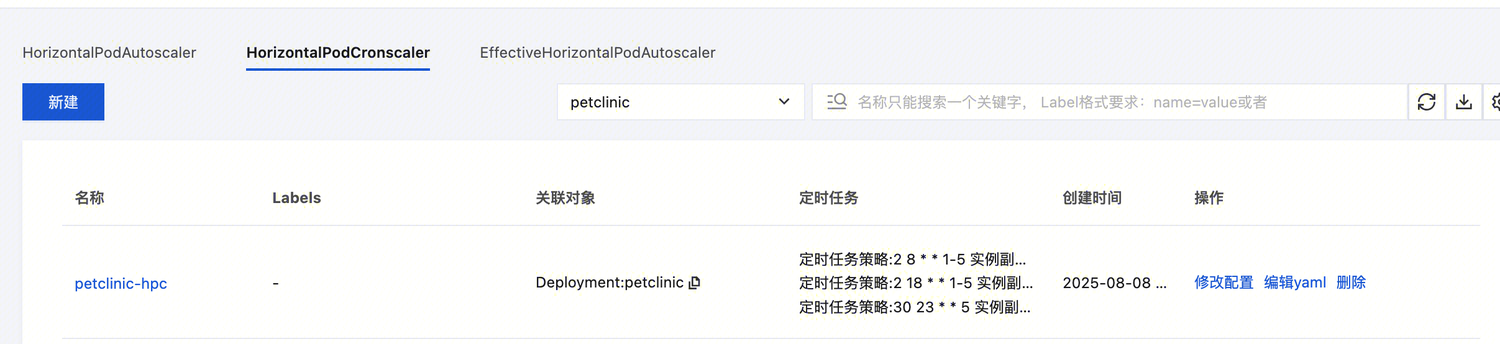 HorizontalPodAutoscaler HorizontalPodCronscaler EffectiveHorizontalPodAutoscaler
新建 petclinic 名称只能搜索一个关键字， Label格式要求：name=value或者
名称 Labels 关联对象 定时任务 创建时间 操作
定时任务策略:2 8 * * 1-5 实例副...
petclinic-hpc - Deployment:petclinic 定时任务策略:2 18 * * 1-5 实例副... 2025-08-08 ... 修改配置 编辑yaml 删除
定时任务策略:30 23 * * 5 实例副...